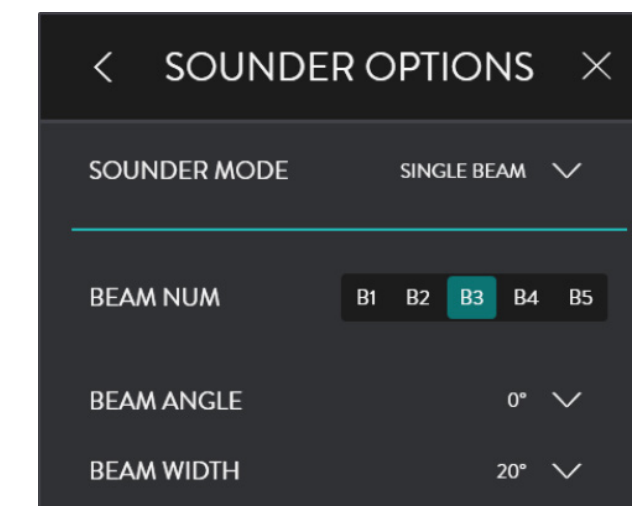 SOUNDER OPTIONS
SOUNDER MODE SINGLE BEAM
BEAM NUM B1 B2 B3 B4 B5
BEAM ANGLE 0°
BEAM WIDTH 20°